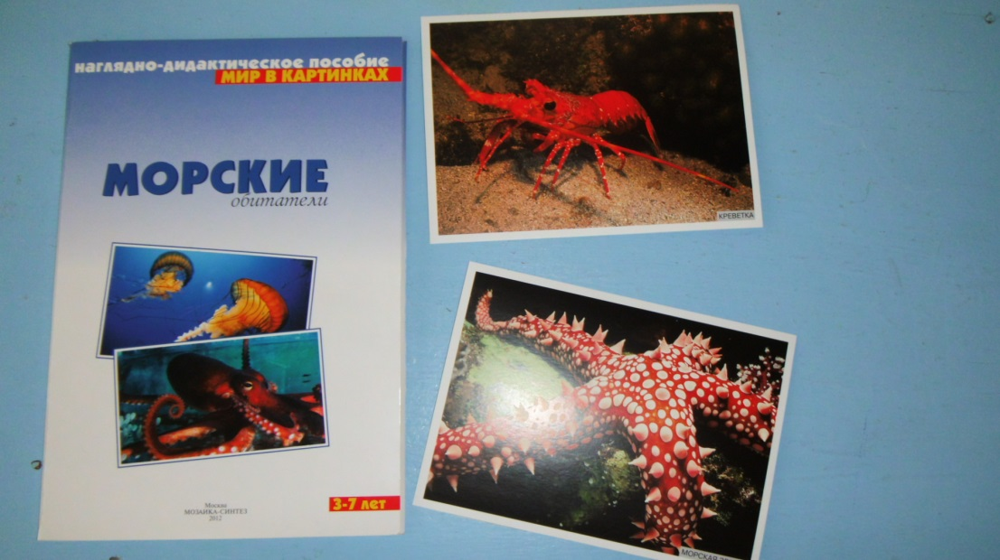 наглядно-дидактическое пособие
МИР В КАРТИНКАХ
МОРСКИЕ
обитатели
3-7 лет
Москва
МОЗАИКА-СИНТЕЗ
2012
КРЕВЕТКА
МОРСКАЯ